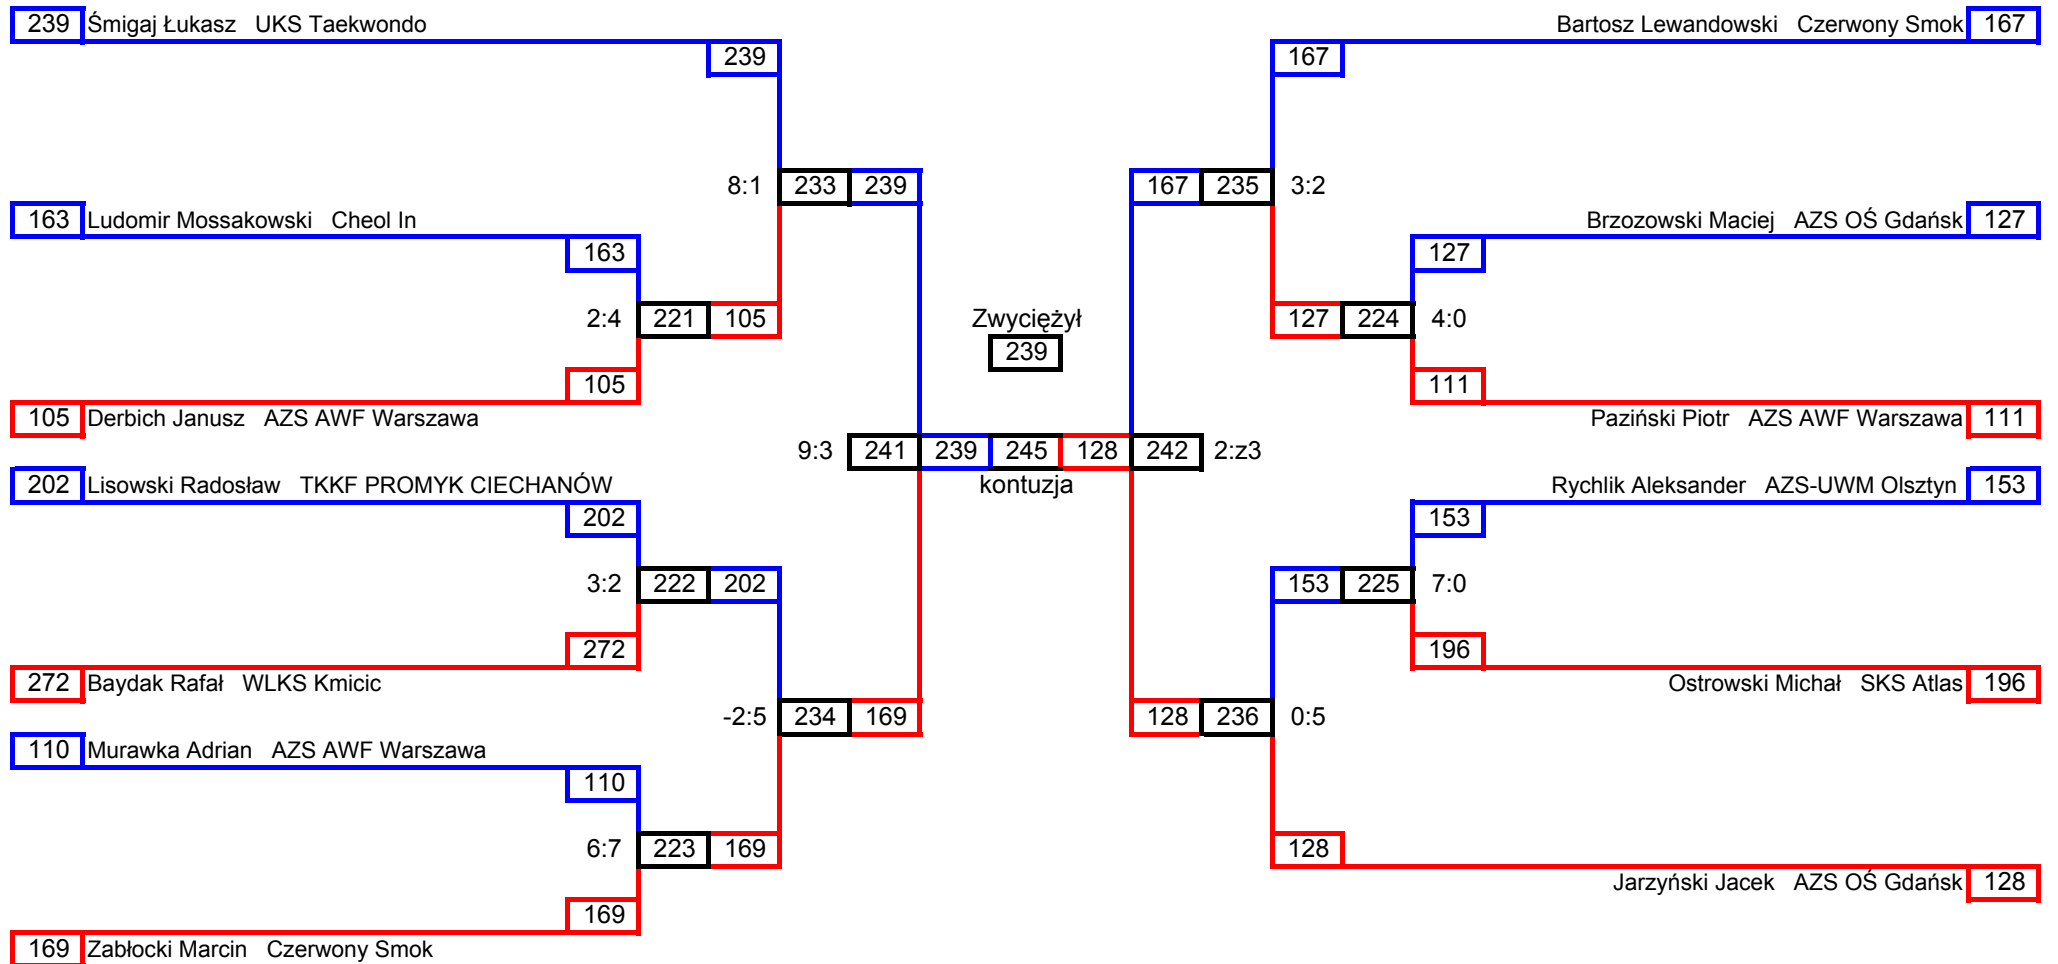 239 Śmigaj Łukasz UKS Taekwondo
Bartosz Lewandowski Czerwony Smok 167
239
167
8:1 233 239
167 235 3:2
163 Ludomir Mossakowski Cheol In
Brzozowski Maciej AZS OŚ Gdańsk 127
163
127
2:4 221 105
Zwyciężył
127 224 4:0
239
105
111
105 Derbich Janusz AZS AWF Warszawa
Paziński Piotr AZS AWF Warszawa 111
9:3 241 239 245 128 242 2:z3
kontuzja
202 Lisowski Radosław TKKF PROMYK CIECHANÓW
Rychlik Aleksander AZS-UWM Olsztyn 153
202
153
3:2 222 202
153 225 7:0
272
196
272 Baydak Rafał WLKS Kmicic
Ostrowski Michał SKS Atlas 196
-2:5 234 169
128 236 0:5
110 Murawka Adrian AZS AWF Warszawa
110
6:7 223 169
128
Jarzyński Jacek AZS OŚ Gdańsk 128
169
169 Zabłocki Marcin Czerwony Smok